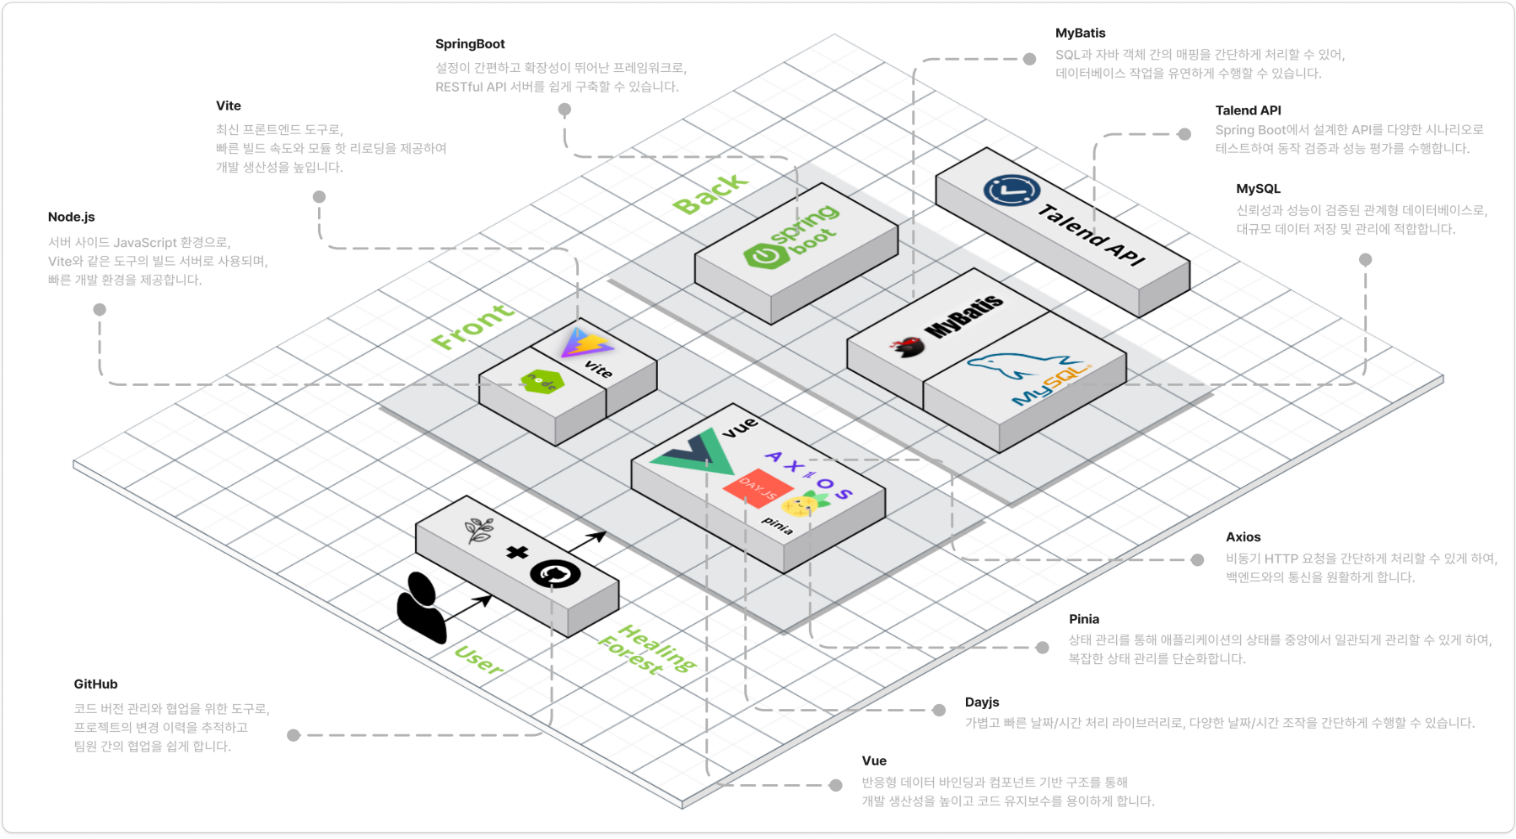 SpringBoot
설정이 간편하고 확장성이 뛰어난 프레임워크로,
RESTful API 서버를 쉽게 구축할 수 있습니다.
MyBatis
SQL과 자바 객체 간의 매핑을 간단하게 처리할 수 있어,
데이터베이스 작업을 유연하게 수행할 수 있습니다.
Vite
최신 프론트엔드 도구로,
빠른 빌드 속도와 모듈 핫 리로딩을 제공하여
개발 생산성을 높입니다.
Talend API
Spring Boot에서 설계한 API를 다양한 시나리오로
테스트하여 동작 검증과 성능 평가를 수행합니다.
MySQL
신뢰성과 성능이 검증된 관계형 데이터베이스로,
대규모 데이터 저장 및 관리에 적합합니다.
Node.js
서버 사이드 JavaScript 환경으로,
Vite와 같은 도구의 빌드 서버로 사용되며,
빠른 개발 환경을 제공합니다.
Back
spring
boot
Talend API
Front
MyBatis
MySQL
vite
node
vue
AXIOS
DAYJS
pinia
User
Healing
Forest
Axios
비동기 HTTP 요청을 간단하게 처리할 수 있게 하여,
백엔드와의 통신을 원활하게 합니다.
Pinia
상태 관리를 통해 애플리케이션의 상태를 중앙에서 일관되게 관리할 수 있게 하여,
복잡한 상태 관리를 단순화합니다.
GitHub
코드 버전 관리와 협업을 위한 도구로,
프로젝트의 변경 이력을 추적하고
팀원 간의 협업을 쉽게 합니다.
Dayjs
가볍고 빠른 날짜/시간 처리 라이브러리로, 다양한 날짜/시간 조작을 간단하게 수행할 수 있습니다.
Vue
반응형 데이터 바인딩과 컴포넌트 기반 구조를 통해
개발 생산성을 높이고 코드 유지보수를 용이하게 합니다.